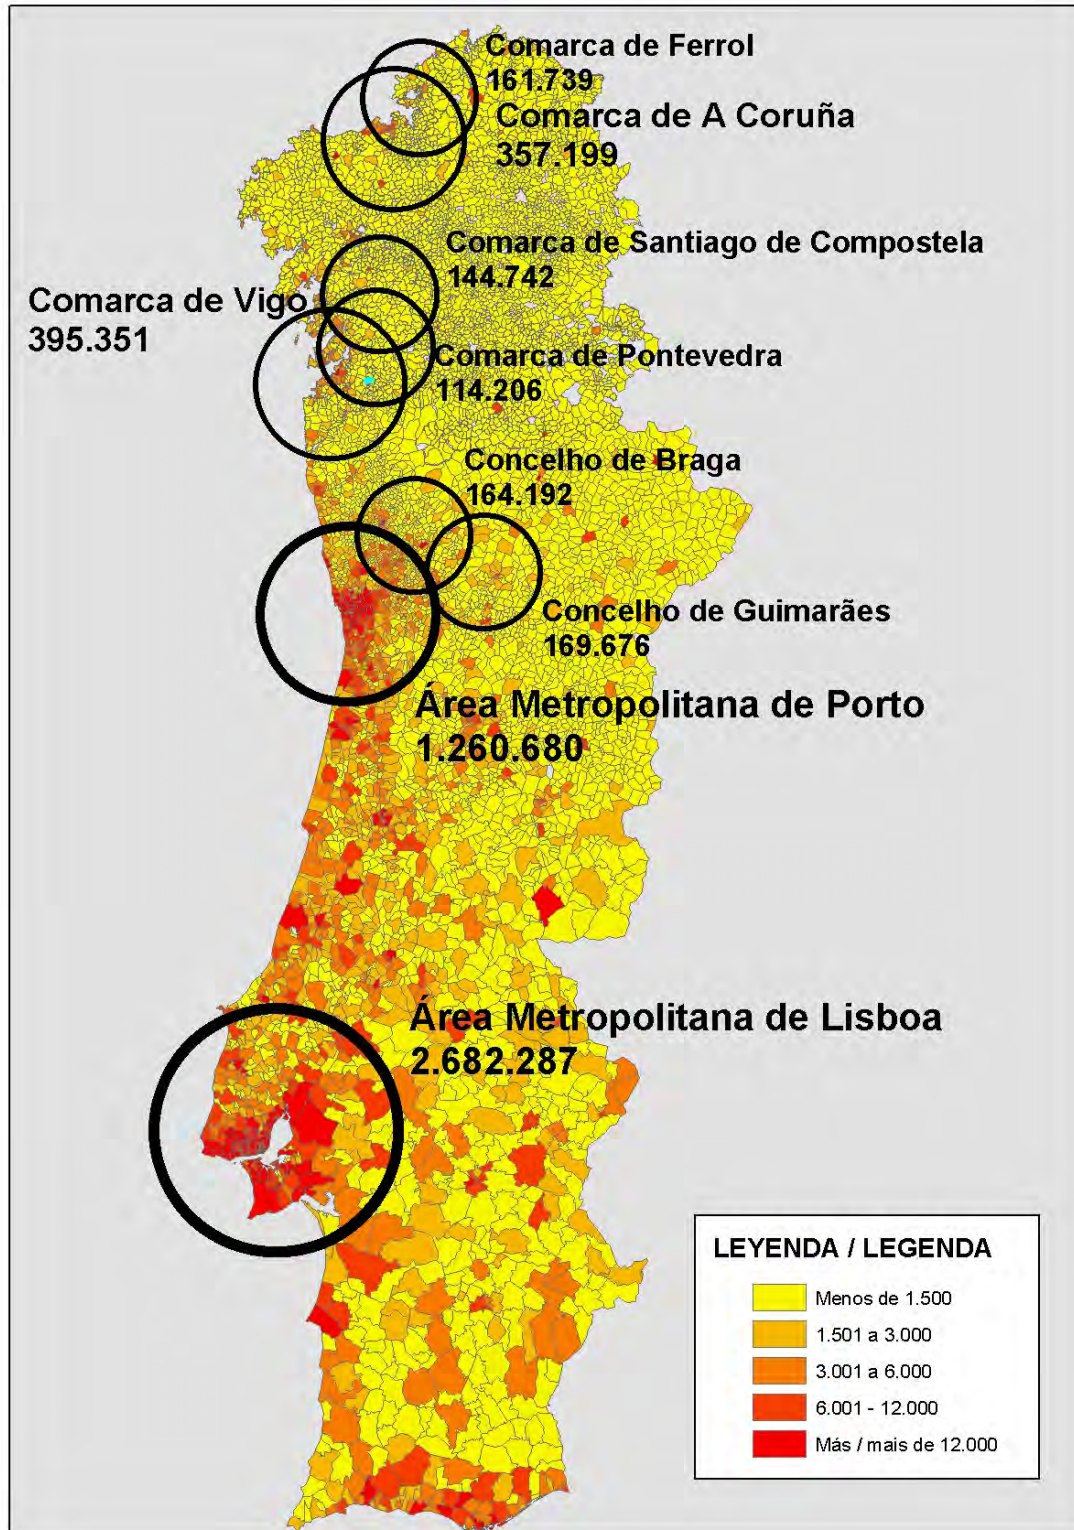 Comarca de Ferrol
161.739
Comarca de A Coruña
357.199
Comarca de Santiago de Compostela
144.742
Comarca de Vigo
395.351
Comarca de Pontevedra
114.206
Concelho de Braga
164.192
Concelho de Guimarães
169.676
Área Metropolitana de Porto
1.260.680
Área Metropolitana de Lisboa
2.682.287
LEYENDA / LEGENDA
Menos de 1.500
1.501 a 3.000
3.001 a 6.000
6.001 - 12.000
Más / mais de 12.000